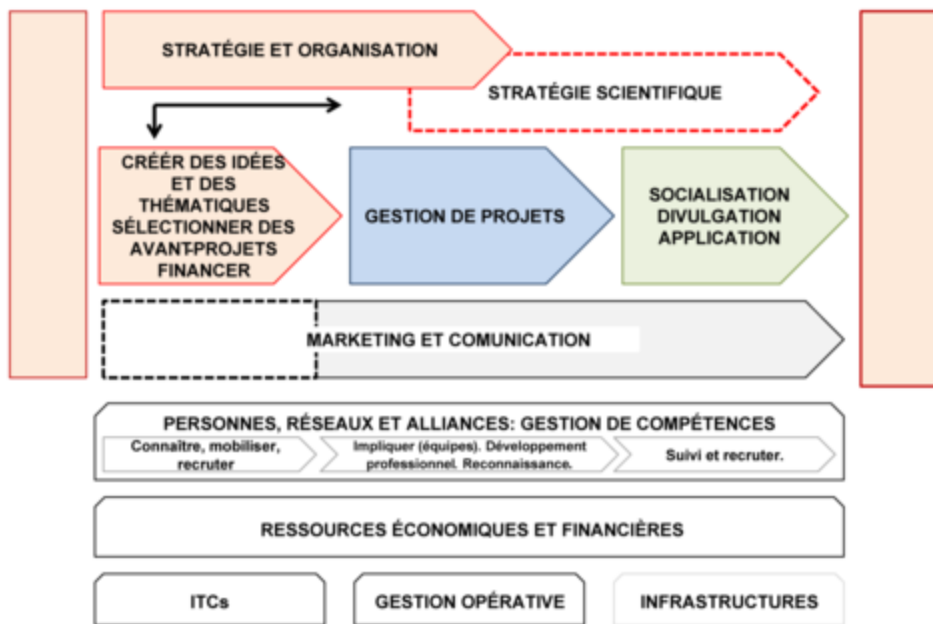 STRATÉGIE ET ORGANISATION
STRATÉGIE SCIENTIFIQUE
CRÉÉR DES IDÉES
ET DES
THÉMATIQUES
SÉLECTIONNER DES
AVANT-PROJETS
FINANCER
GESTION DE PROJETS
SOCIALISATION
DIVULGATION
APPLICATION
MARKETING ET COMUNICATION
PERSONNES, RÉSEAUX ET ALLIANCES: GESTION DE COMPÉTENCES
Connaître, mobiliser,
recruter
Impliquer (équipes). Développement
professionnel. Reconnaissance.
Suivi et recruter.
RESSOURCES ÉCONOMIQUES ET FINANCIÈRES
ITCs
GESTION OPÉRATIVE
INFRASTRUCTURES